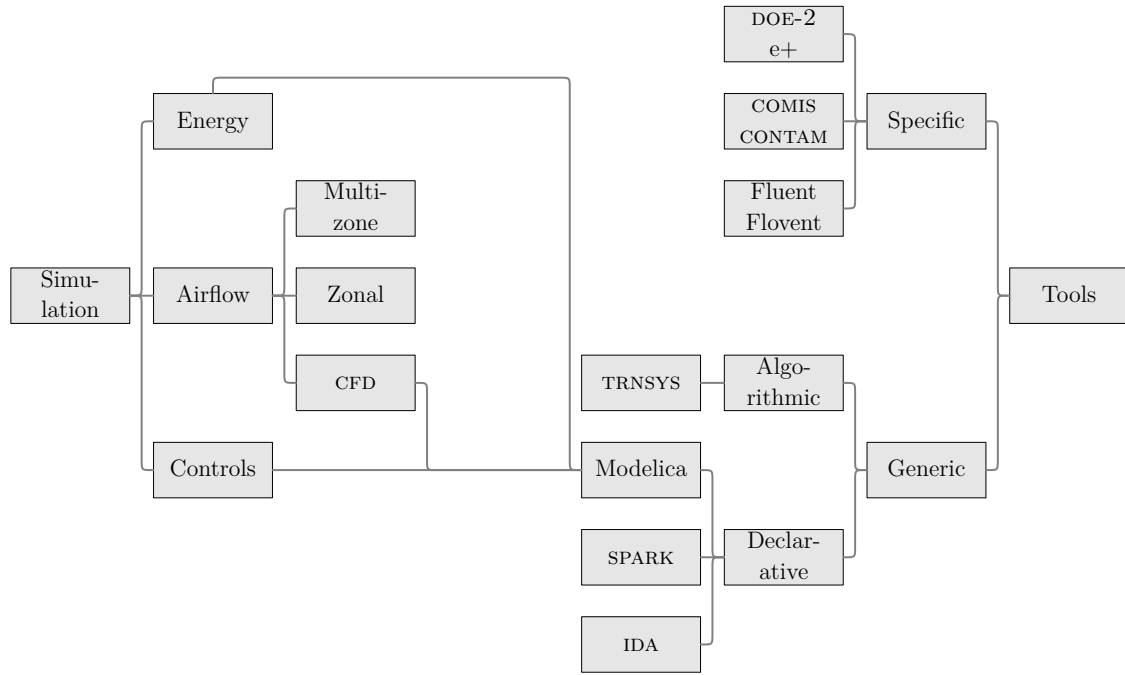 DOE-2
e+
Energy
COMIS
CONTAM
Specific
Multi-
zone
Fluent
Flovent
Simu-
lation
Airflow
Zonal
Tools
CFD
TRNSYS
Algo-
rithmic
Controls
Modelica
Generic
SPARK
Declar-
ative
IDA